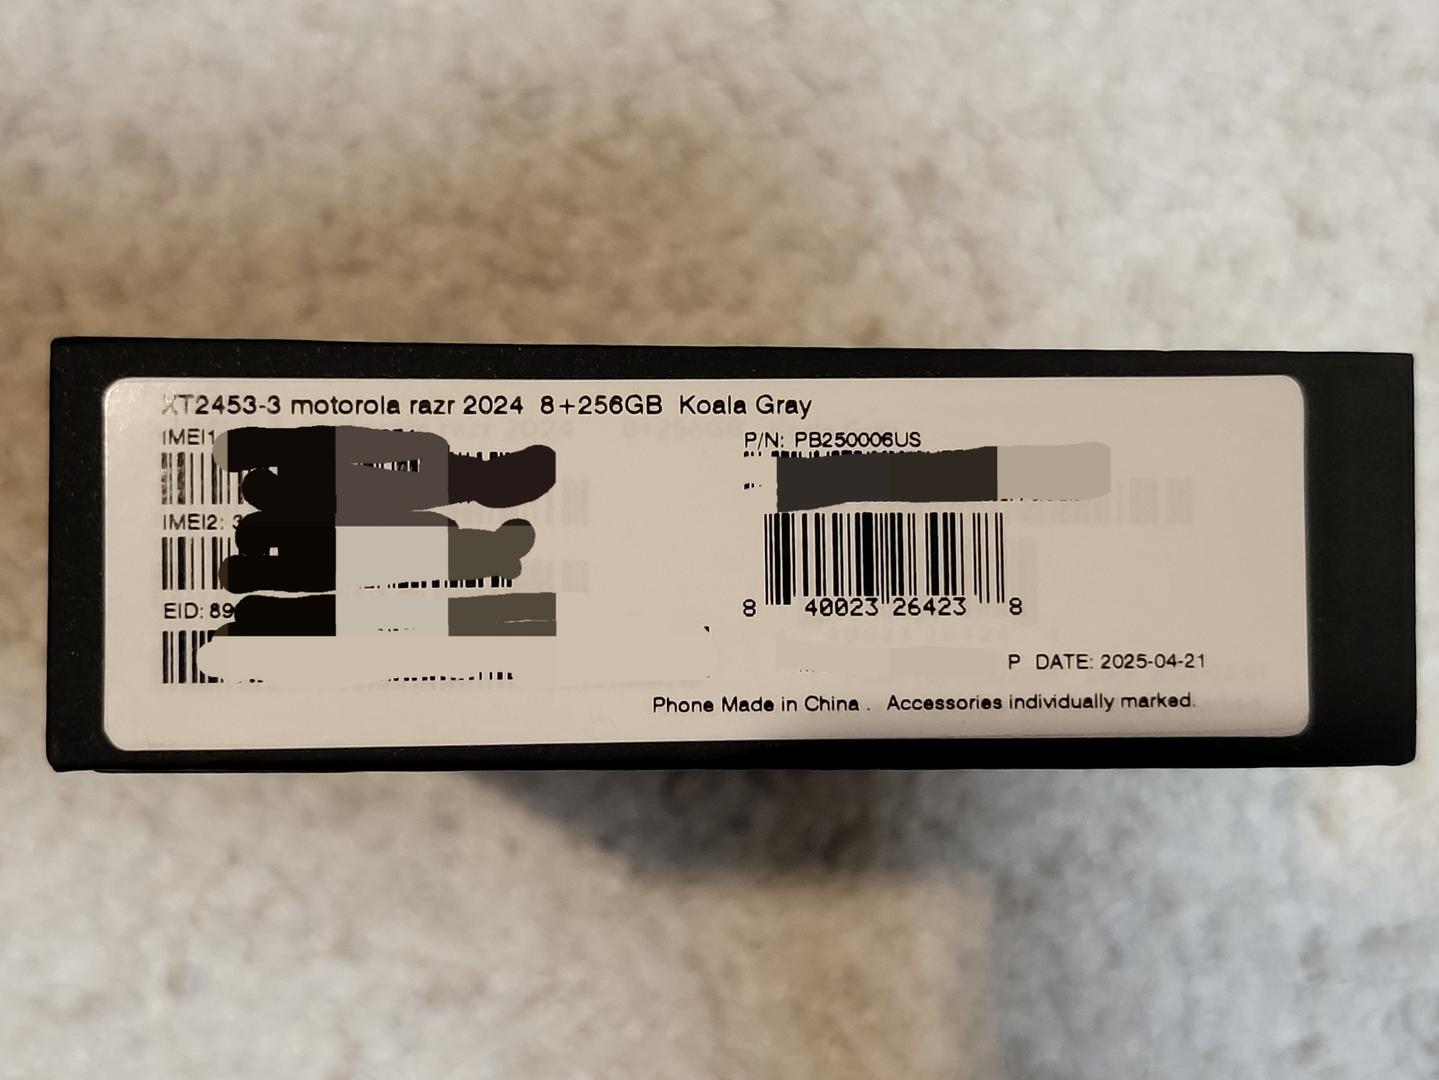 XT2453-3 motorola razr 2024 8+256GB Koala Gray
IMEI1
P/N: PB250006US
IMEI2: 3
EID: 89
8 40023 26423 8
P DATE: 2025-04-21
Phone Made in China . Accessories individually marked.